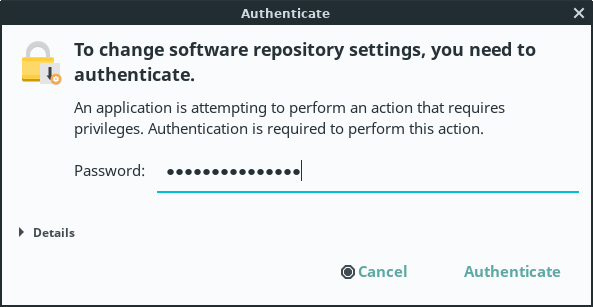 Authenticate
To change software repository settings, you need to
authenticate.
An application is attempting to perform an action that requires
privileges. Authentication is required to perform this action.
Password: ●●●●●●●●●●●●●●●
Details
Cancel Authenticate